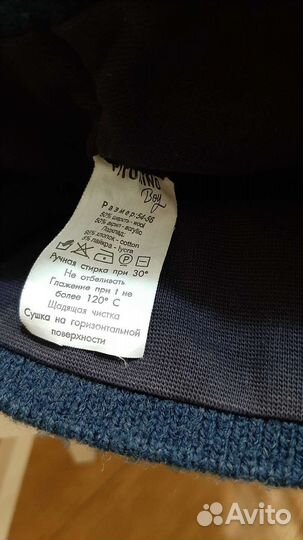 Boy
Размер:54-56
50% шерсть - wool
50% акрил - acrylic
Подклад:
95% хлопок - cotton
5% лайкра - lycra
Ручная стирка при 30°
Не отбеливать
Глажение при t не
более 120° С
Щадящая чистка
Сушка на горизонтальной
поверхности
Avito